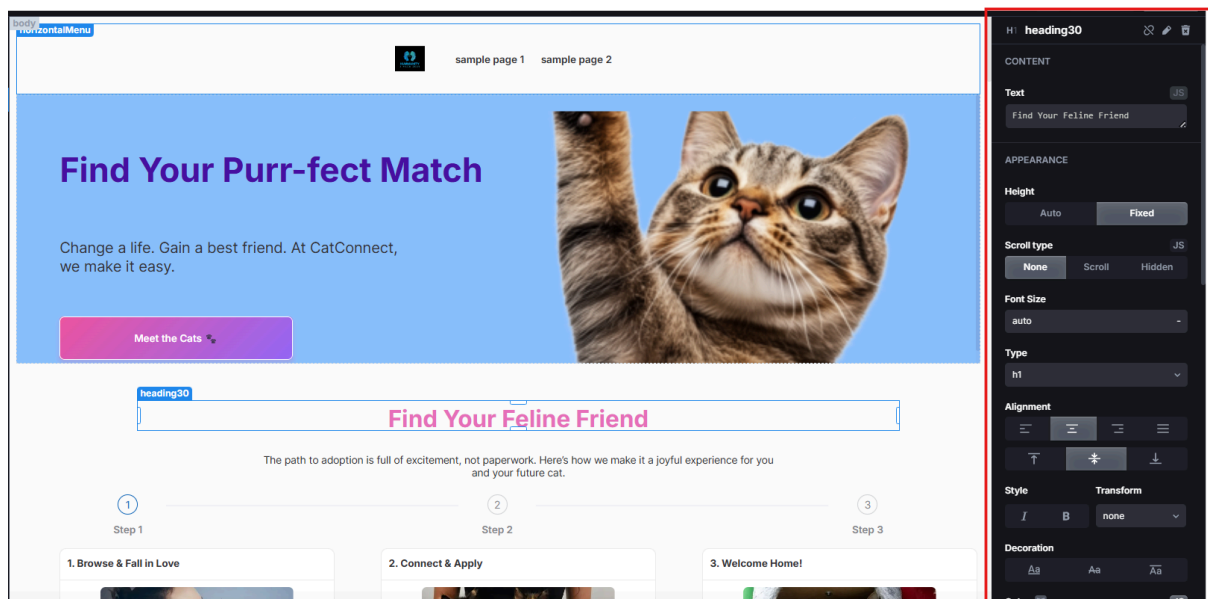 body
horizontalMenu
sample page 1 sample page 2
Find Your Purr-fect Match
Change a life. Gain a best friend. At CatConnect,
we make it easy.
Meet the Cats 🐾
heading30
Find Your Feline Friend
The path to adoption is full of excitement, not paperwork. Here's how we make it a joyful experience for you
and your future cat.
1 2 3
Step 1 Step 2 Step 3
1. Browse & Fall in Love 2. Connect & Apply 3. Welcome Home!
H1 heading30
CONTENT
Text JS
Find Your Feline Friend
APPEARANCE
Height
Auto Fixed
Scroll type JS
None Scroll Hidden
Font Size
auto -
Type
h1
Alignment
Style Transform
I B none
Decoration
Aa Aa Aa